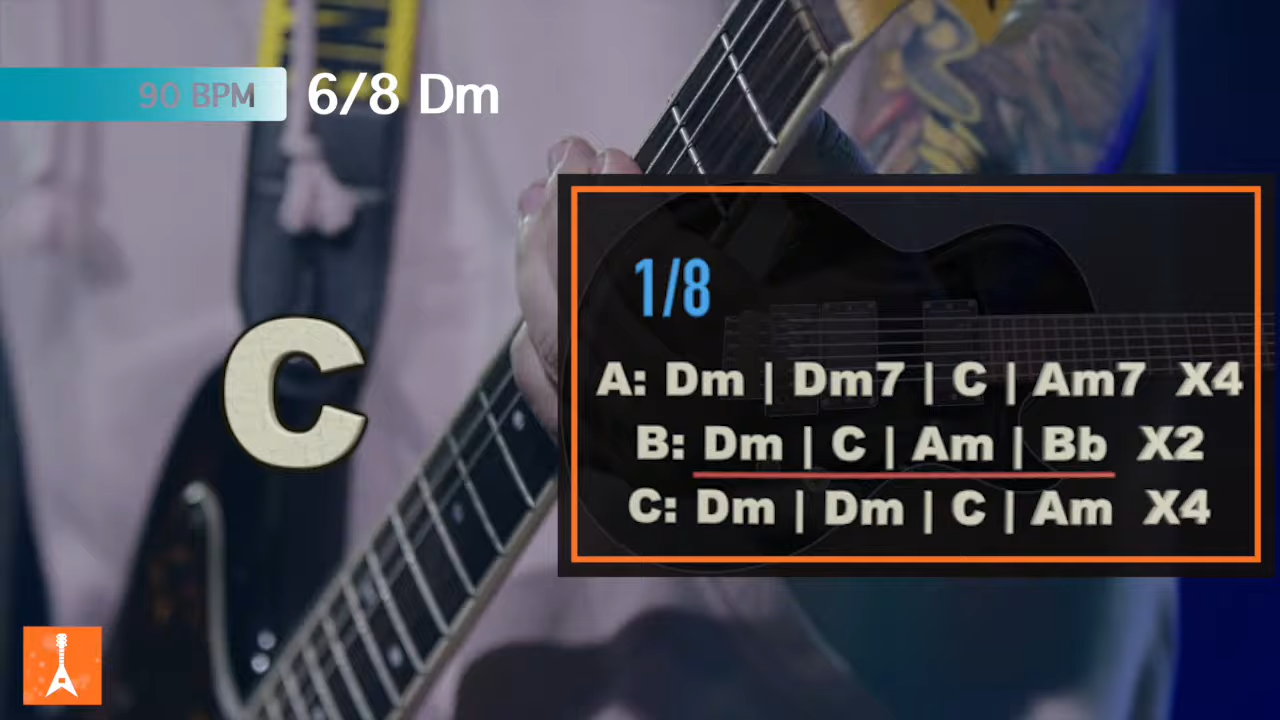 90 BPM 6/8 Dm
C
1/8
A: Dm | Dm7 | C | Am7 X4
B: Dm | C | Am | Bb X2
C: Dm | Dm | C | Am X4